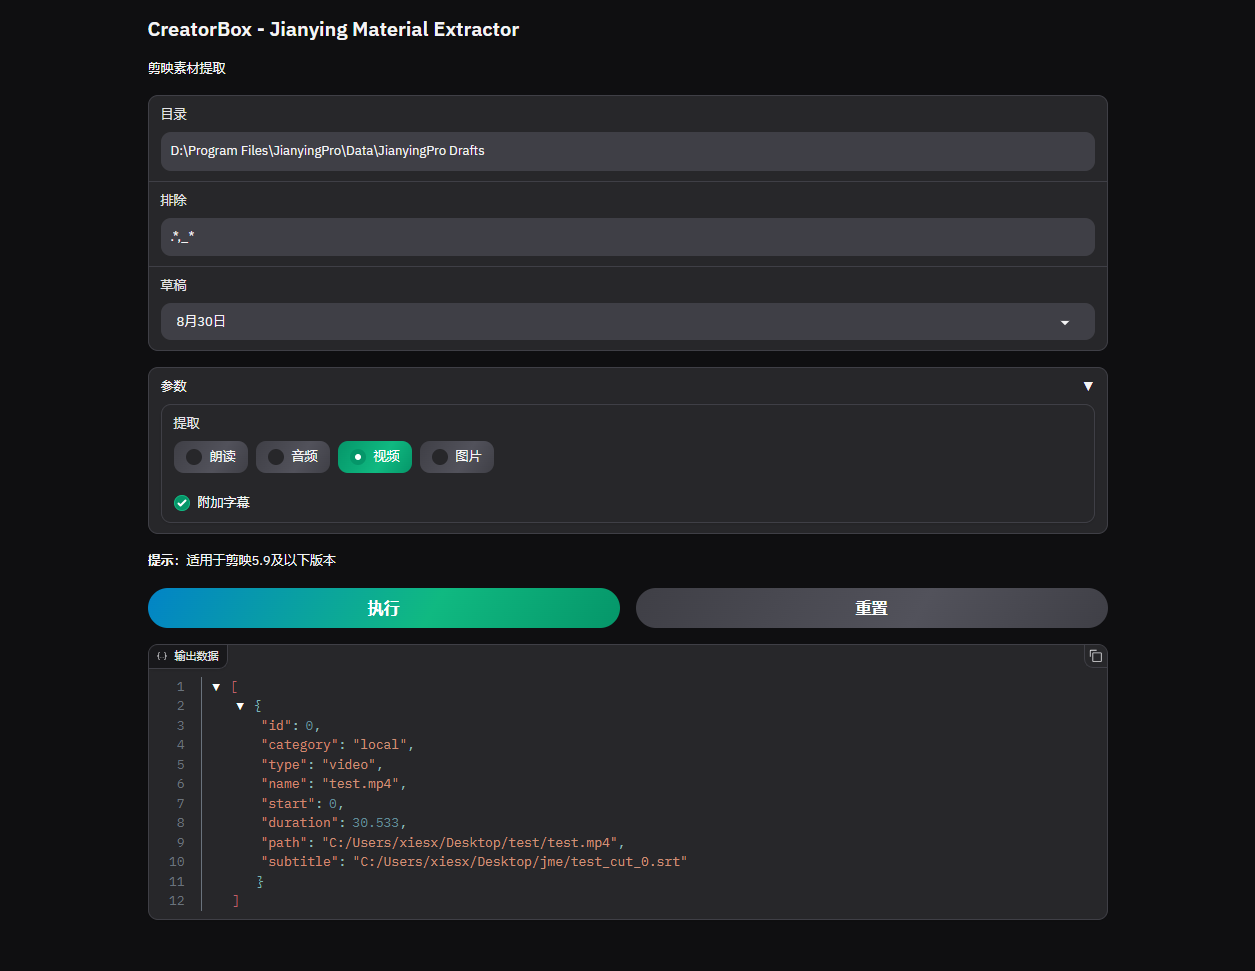 CreatorBox - Jianying Material Extractor
剪映素材提取
目录
D:\Program Files\JianyingPro\Data\JianyingPro Drafts
排除
.*,_*
草稿
8月30日
参数 ▼
提取
朗读 音频 视频 图片
附加字幕
提示：适用于剪映5.9及以下版本
执行 重置
{·} 输出数据
1 ▼ [
2 ▼ {
3 "id": 0,
4 "category": "local",
5 "type": "video",
6 "name": "test.mp4",
7 "start": 0,
8 "duration": 30.533,
9 "path": "C:/Users/xiesx/Desktop/test/test.mp4",
10 "subtitle": "C:/Users/xiesx/Desktop/jme/test_cut_0.srt"
11 }
12 ]